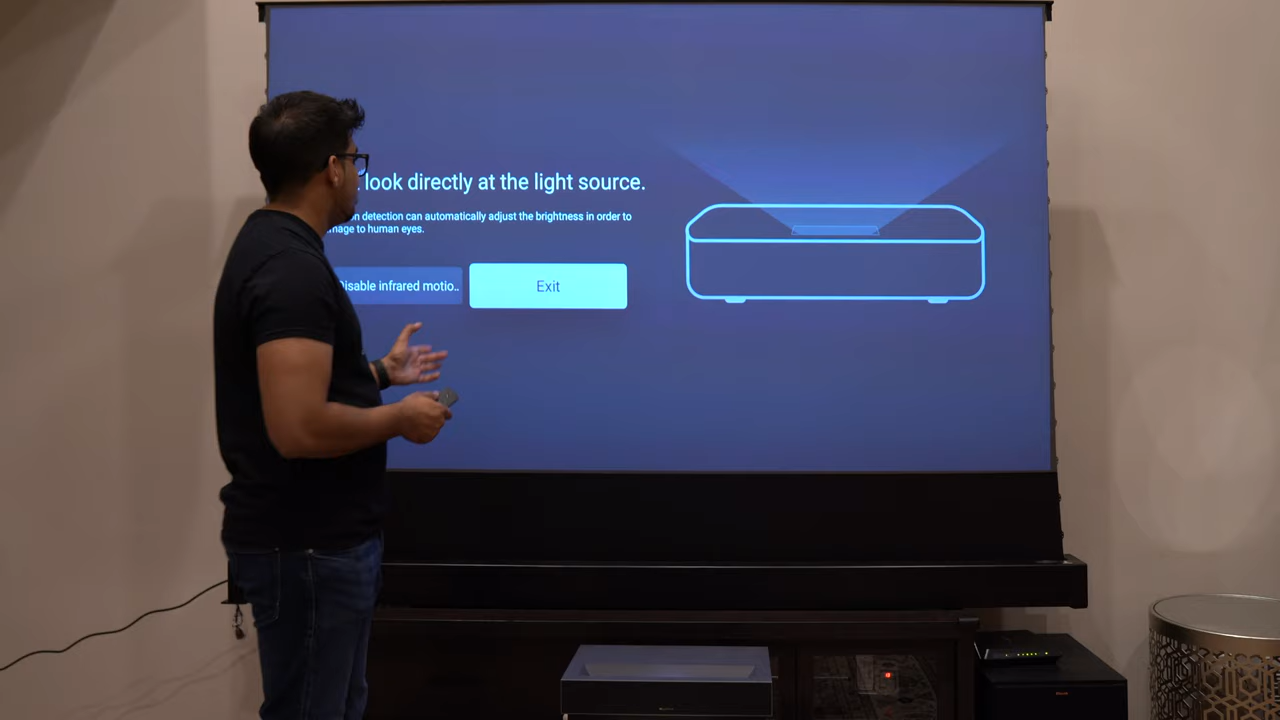 look directly at the light source.
detection can automatically adjust the brightness in order to
to human eyes.
Disable infrared motio..
Exit